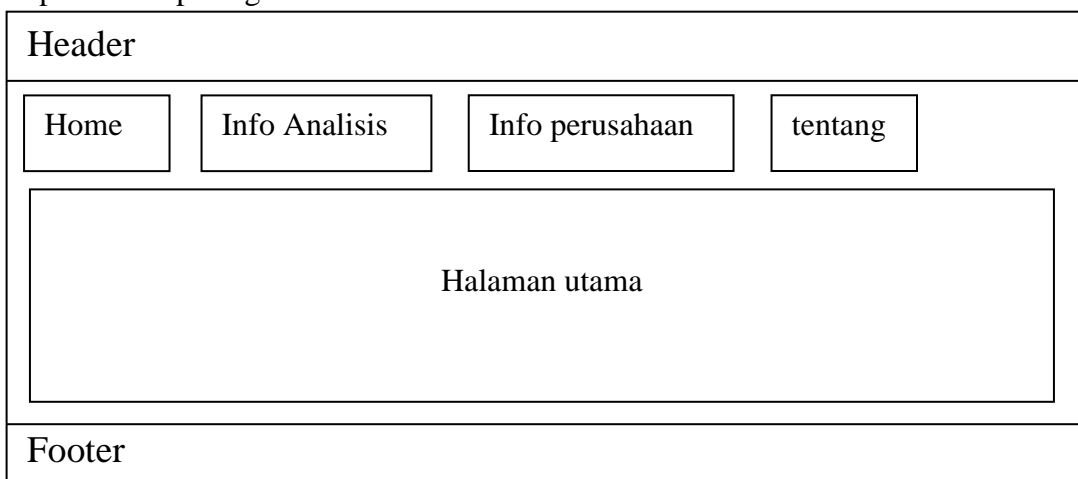 Header
Home Info Analisis Info perusahaan tentang
Halaman utama
Footer